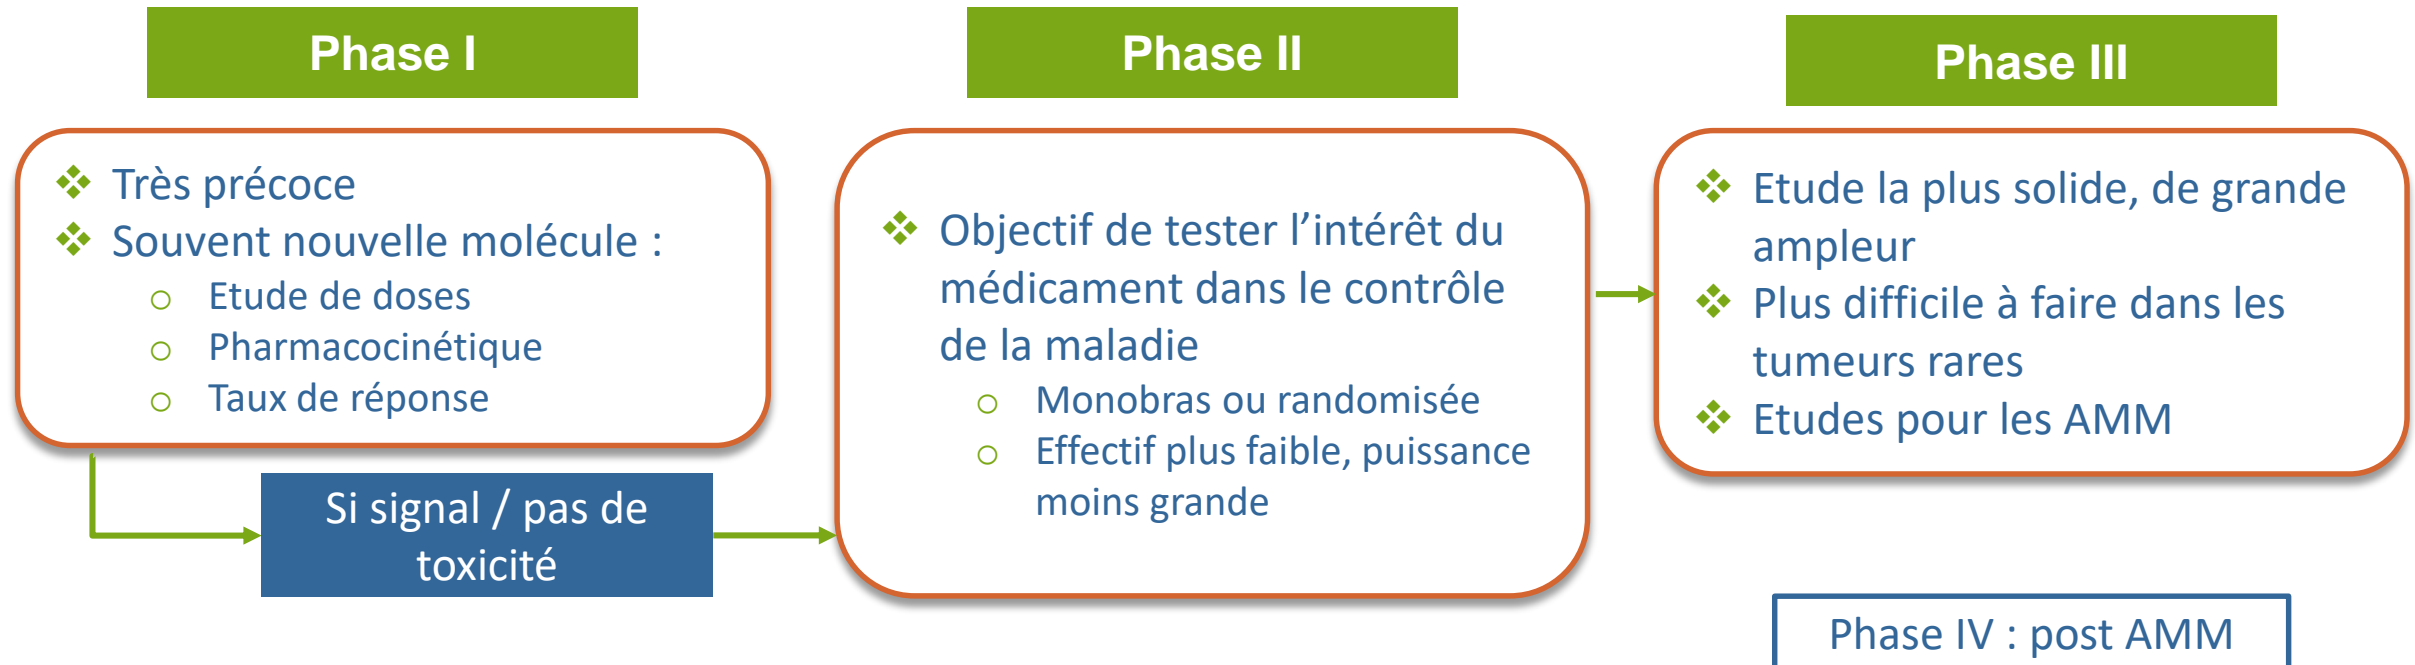 Phase I
Très précoce
Souvent nouvelle molécule :
Etude de doses
Pharmacocinétique
Taux de réponse
Si signal / pas de
toxicité
Phase II
Objectif de tester l’intérêt du
médicament dans le contrôle
de la maladie
Monobras ou randomisée
Effectif plus faible, puissance
moins grande
Phase III
Etude la plus solide, de grande
ampleur
Plus difficile à faire dans les
tumeurs rares
Etudes pour les AMM
Phase IV : post AMM